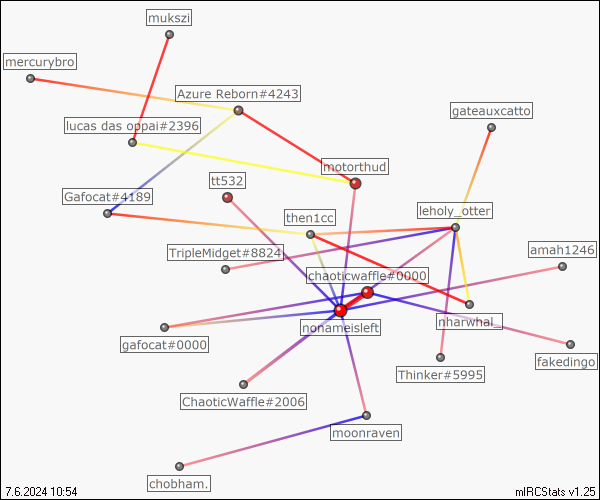 mukszi
mercurybro
Azure Reborn#4243
gateauxcatto
lucas das oppai#2396
motorthud
tt532
Gafocat#4189
leholy_otter
then1cc
TripleMidget#8824
amah1246
chaoticwaffle#0000
nonameisleft
nharwhal_
gafocat#0000
fakedingo
Thinker#5995
ChaoticWaffle#2006
moonraven
chobham.
7.6.2024 10:54
mIRCStats v1.25